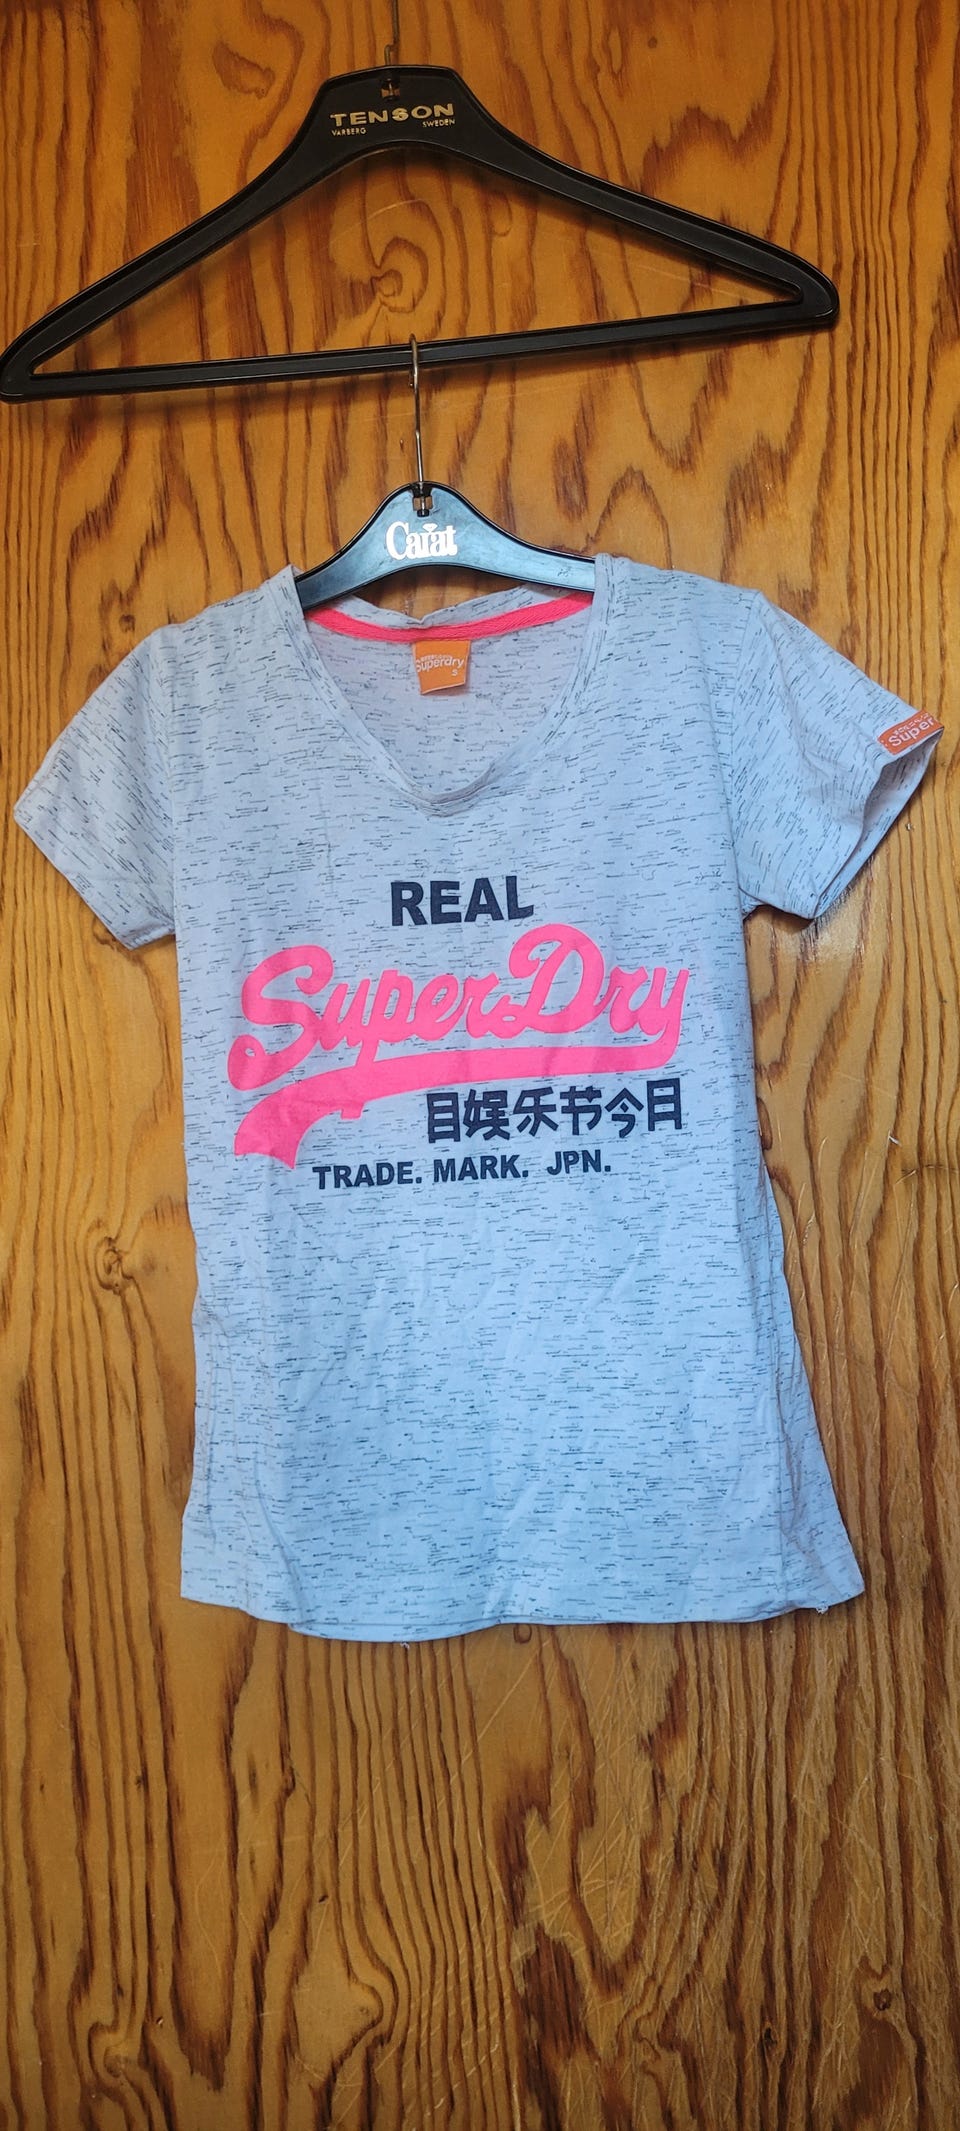 TENSON
VARBERG SWEDEN
Carat
Superdry
S
Super
REAL
SuperDry
目娱乐节今日
TRADE. MARK. JPN.